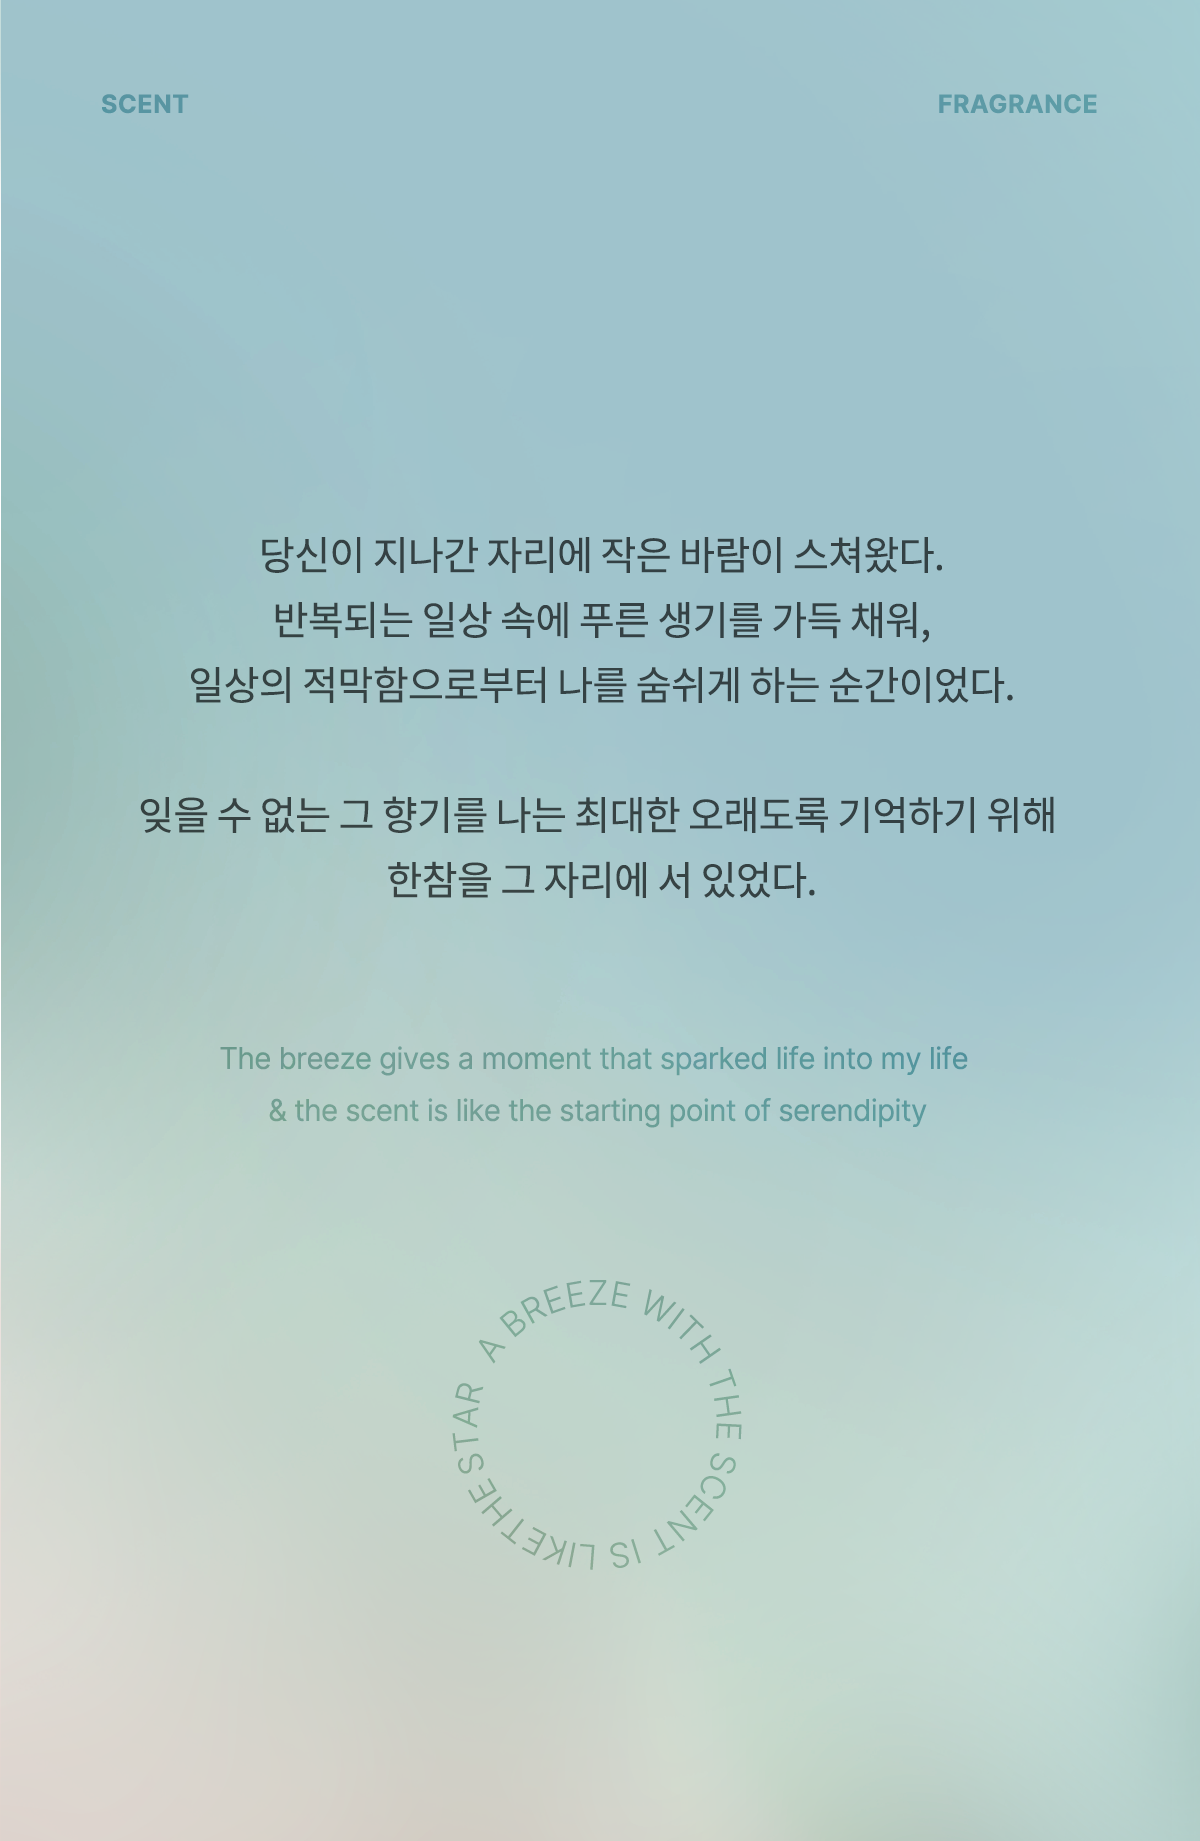 SCENT
FRAGRANCE
당신이 지나간 자리에 작은 바람이 스쳐왔다.
반복되는 일상 속에 푸른 생기를 가득 채워,
일상의 적막함으로부터 나를 숨쉬게 하는 순간이었다.
잊을 수 없는 그 향기를 나는 최대한 오래도록 기억하기 위해
한참을 그 자리에 서 있었다.
The breeze gives a moment that sparked life into my life
& the scent is like the starting point of serendipity
A BREEZE WITH THE SCENT IS LIKETHE STAR